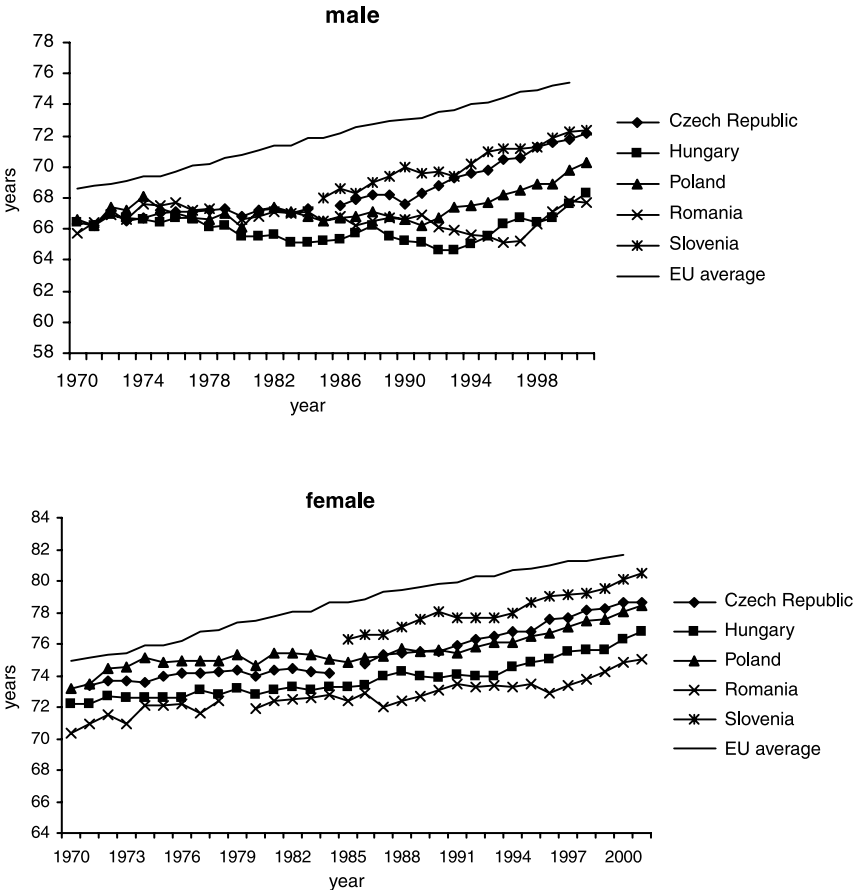 male
78
76
74
72
70
68
66
64
62
60
58
years
1970 1974 1978 1982 1986 1990 1994 1998
year
Czech Republic
Hungary
Poland
Romania
Slovenia
EU average
female
84
82
80
78
76
74
72
70
68
66
64
years
1970 1973 1976 1979 1982 1985 1988 1991 1994 1997 2000
year
Czech Republic
Hungary
Poland
Romania
Slovenia
EU average